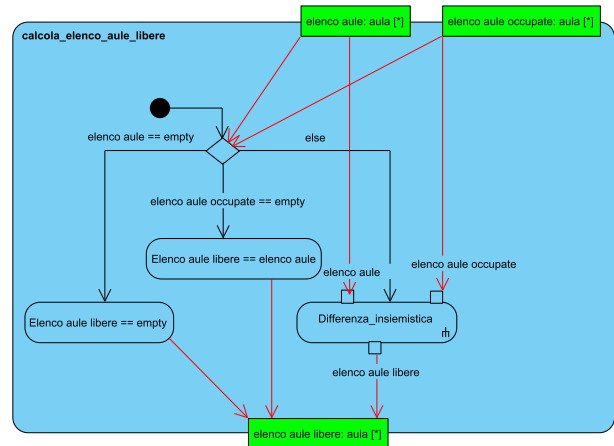 elenco aule: aula [*]
elenco aule occupate: aula [*]
calcola_elenco_aule_libere
elenco aule == empty
else
elenco aule occupate == empty
Elenco aule libere == elenco aule
elenco aule
elenco aule occupate
Elenco aule libere == empty
Differenza_insiemistica
elenco aule libere
elenco aule libere: aula [*]